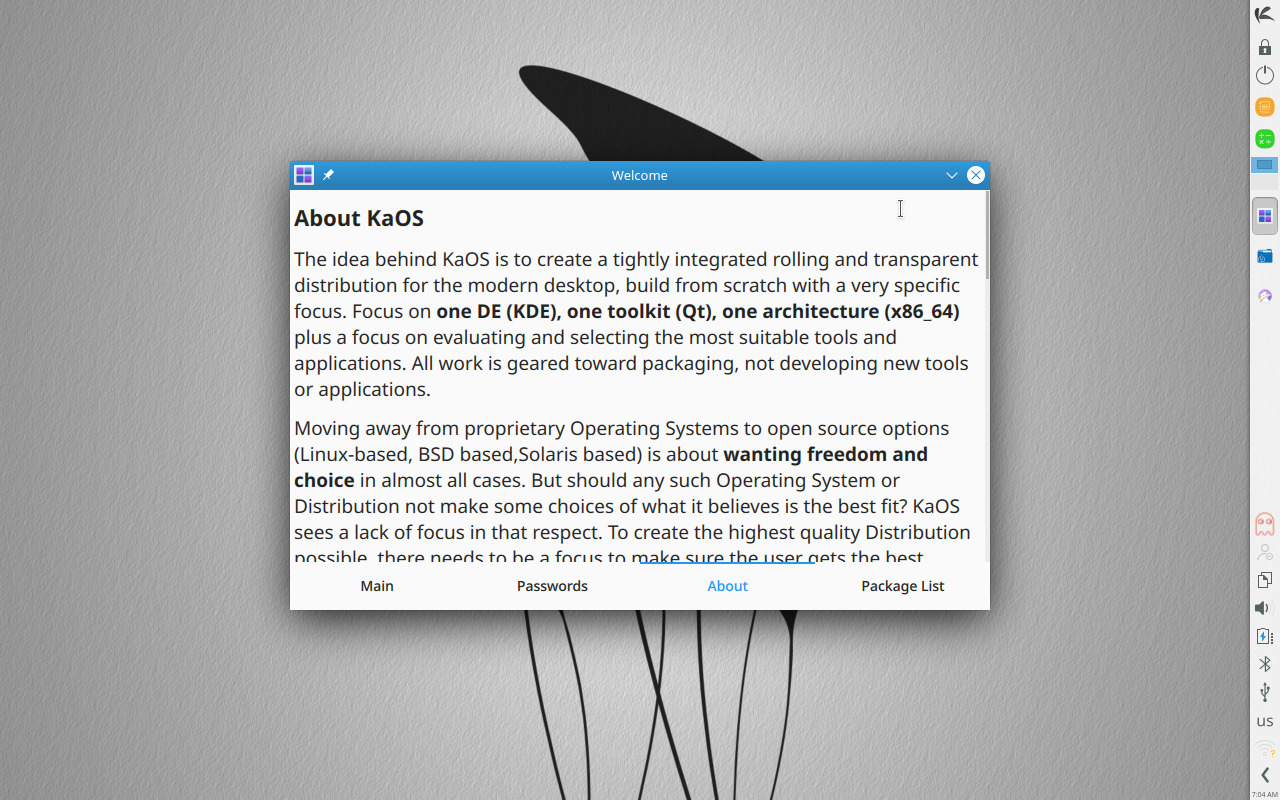 Welcome
About KaOS
The idea behind KaOS is to create a tightly integrated rolling and transparent
distribution for the modern desktop, build from scratch with a very specific
focus. Focus on one DE (KDE), one toolkit (Qt), one architecture (x86_64)
plus a focus on evaluating and selecting the most suitable tools and
applications. All work is geared toward packaging, not developing new tools
or applications.
Moving away from proprietary Operating Systems to open source options
(Linux-based, BSD based,Solaris based) is about wanting freedom and
choice in almost all cases. But should any such Operating System or
Distribution not make some choices of what it believes is the best fit? KaOS
sees a lack of focus in that respect. To create the highest quality Distribution
possible, there needs to be a focus to make sure the user gets the best
Main
Passwords
About
Package List
us
7:04 AM